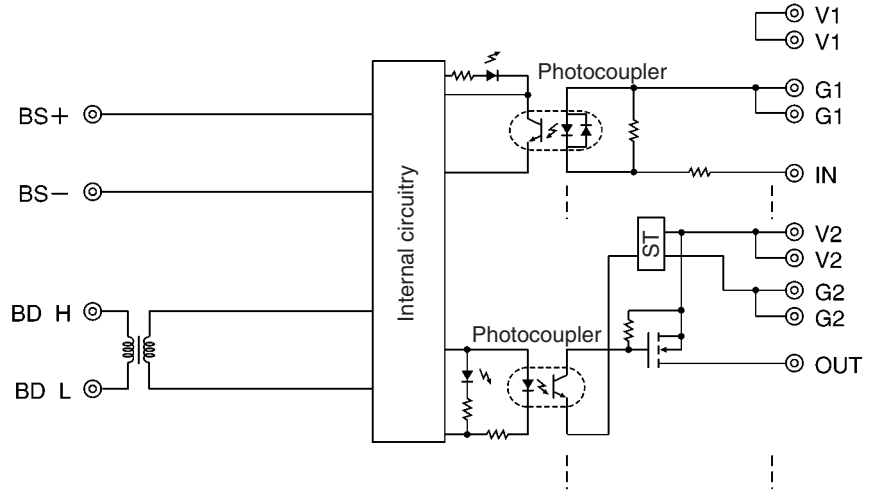 V1
V1
Photocoupler
G1
G1
BS+
IN
BS−
Internal circuitry
ST
V2
V2
G2
G2
BD H
Photocoupler
OUT
BD L